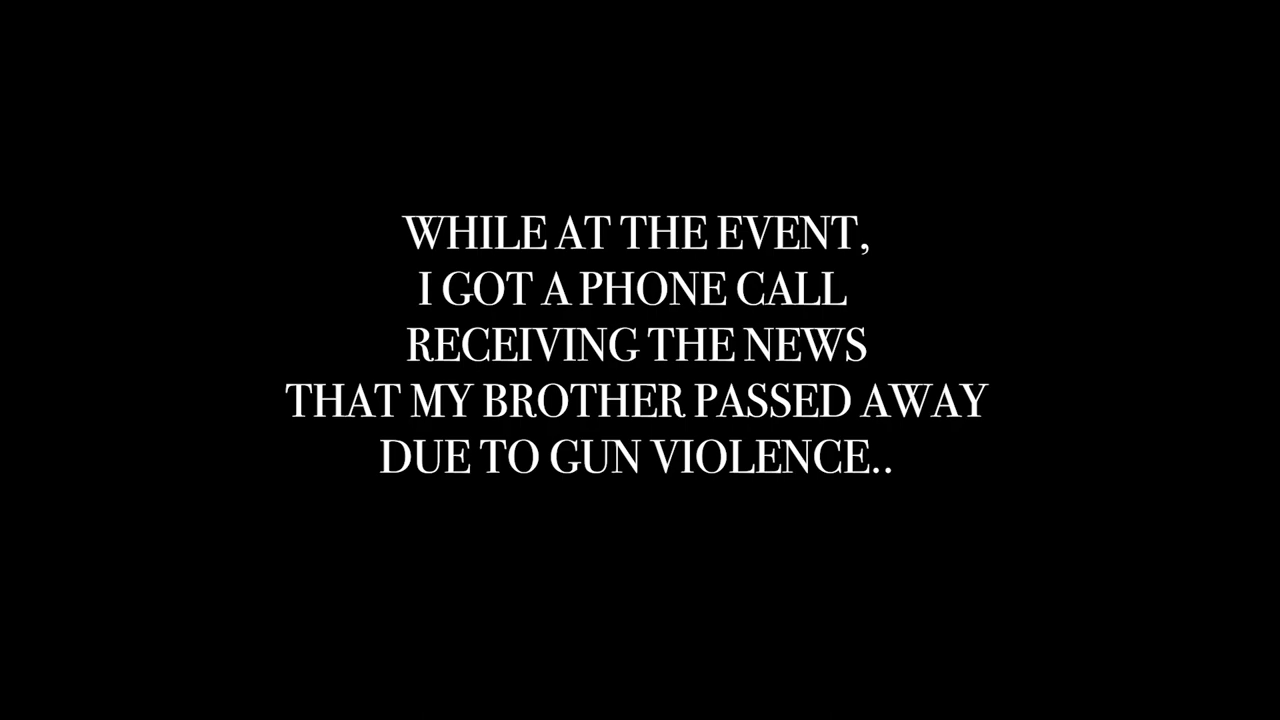 WHILE AT THE EVENT,
I GOT A PHONE CALL
RECEIVING THE NEWS
THAT MY BROTHER PASSED AWAY
DUE TO GUN VIOLENCE..